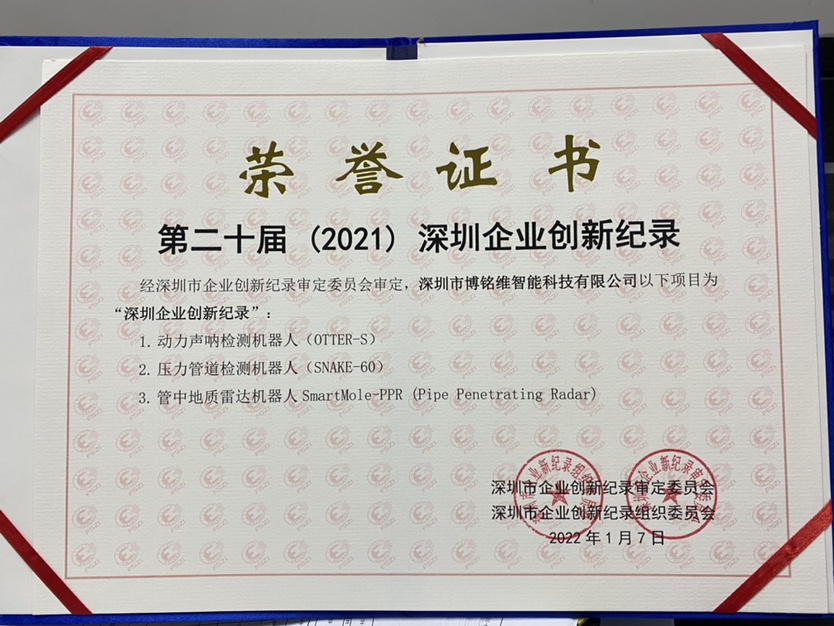 荣誉证书
第二十届（2021）深圳企业创新纪录
经深圳市企业创新纪录审定委员会审定，深圳市博铭维智能科技有限公司以下项目为
“深圳企业创新纪录”：
1. 动力声呐检测机器人（OTTER-S）
2. 压力管道检测机器人（SNAKE-60）
3. 管中地质雷达机器人 SmartMole-PPR (Pipe Penetrating Radar)
深圳市企业创新纪录审定委员会
深圳市企业创新纪录组织委员会
2022 年 1 月 7 日